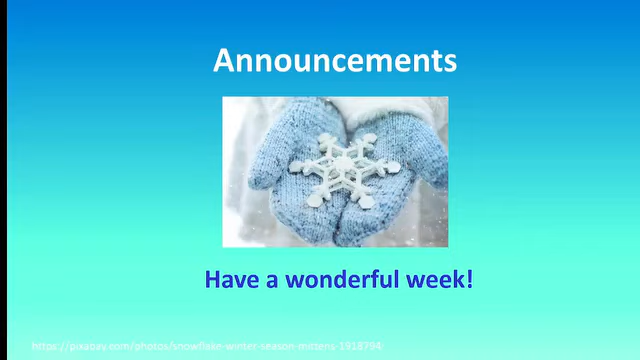 Announcements
Have a wonderful week!
https://pixabay.com/photos/snowflake-winter-season-mittens-1918794/